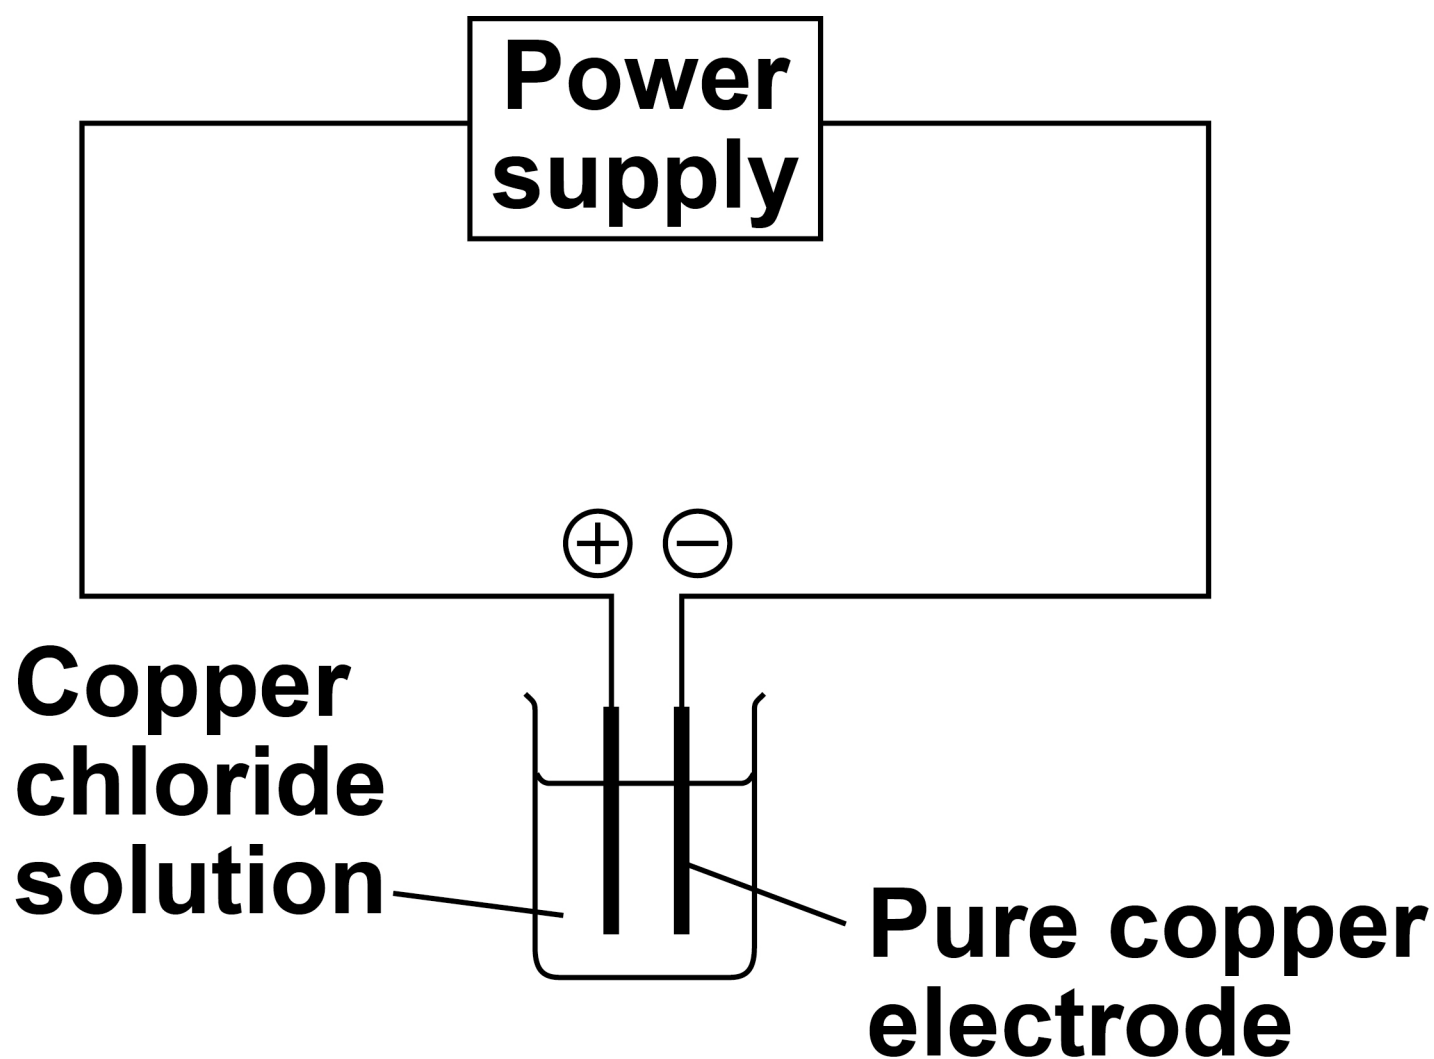 Power
supply
+ −
Copper
chloride
solution
Pure copper
electrode